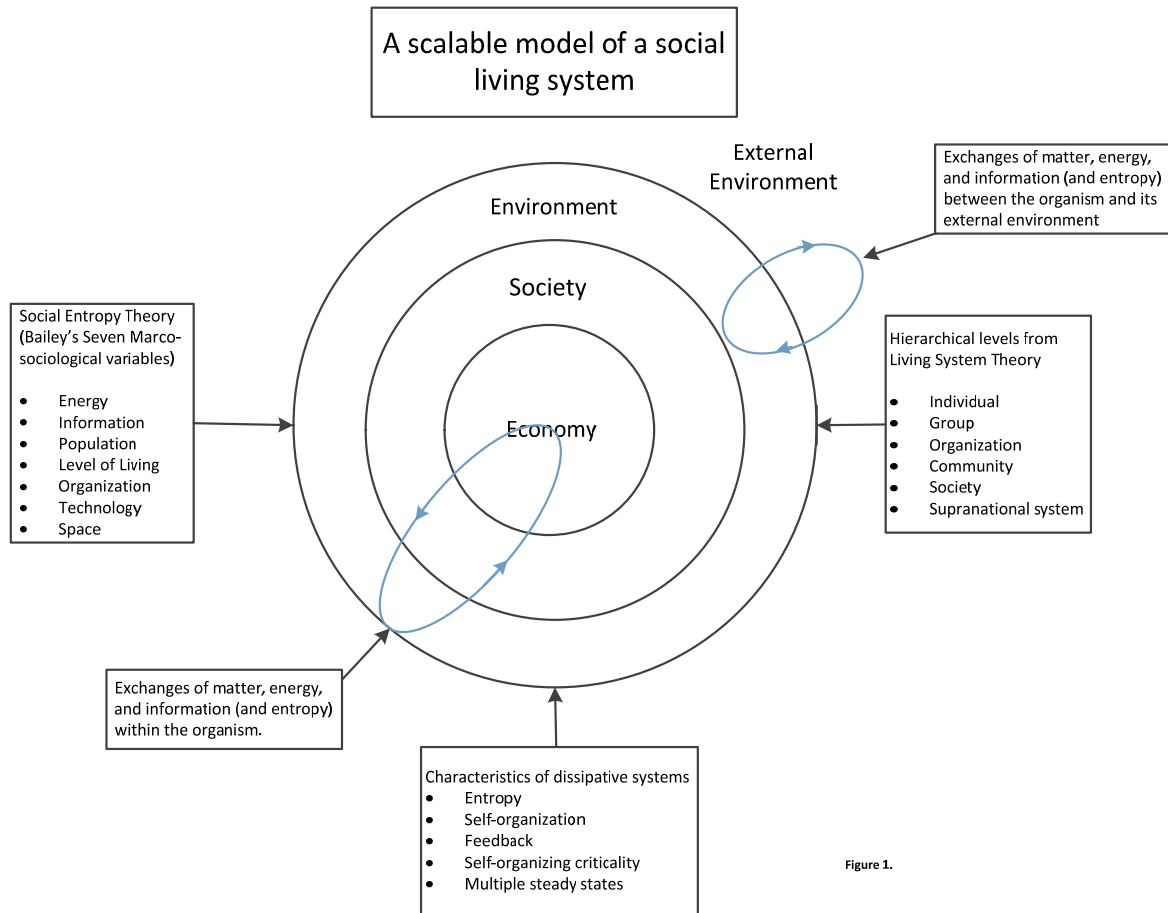 A scalable model of a social
living system
External
Environment
Exchanges of matter, energy,
and information (and entropy)
between the organism and its
external environment
Environment
Society
Economy
Social Entropy Theory
(Bailey's Seven Marco-
sociological variables)
● Energy
● Information
● Population
● Level of Living
● Organization
● Technology
● Space
Hierarchical levels from
Living System Theory
● Individual
● Group
● Organization
● Community
● Society
● Supranational system
Exchanges of matter, energy,
and information (and entropy)
within the organism.
Characteristics of dissipative systems
● Entropy
● Self-organization
● Feedback
● Self-organizing criticality
● Multiple steady states
Figure 1.